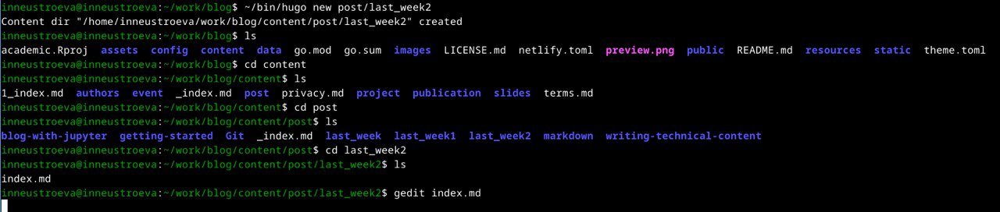 inneustroeva@inneustroeva:~/work/blog$ ~/bin/hugo new post/last_week2
Content dir "/home/inneustroeva/work/blog/content/post/last_week2" created
inneustroeva@inneustroeva:~/work/blog$ ls
academic.Rproj  assets  config  content  data  go.mod  go.sum  images  LICENSE.md  netlify.toml  preview.png  public  README.md  resources  static  theme.toml
inneustroeva@inneustroeva:~/work/blog$ cd content
inneustroeva@inneustroeva:~/work/blog/content$ ls
1_index.md  authors  event  _index.md  post  privacy.md  project  publication  slides  terms.md
inneustroeva@inneustroeva:~/work/blog/content$ cd post
inneustroeva@inneustroeva:~/work/blog/content/post$ ls
blog-with-jupyter  getting-started  Git  _index.md  last_week  last_week1  last_week2  markdown  writing-technical-content
inneustroeva@inneustroeva:~/work/blog/content/post$ cd last_week2
inneustroeva@inneustroeva:~/work/blog/content/post/last_week2$ ls
index.md
inneustroeva@inneustroeva:~/work/blog/content/post/last_week2$ gedit index.md